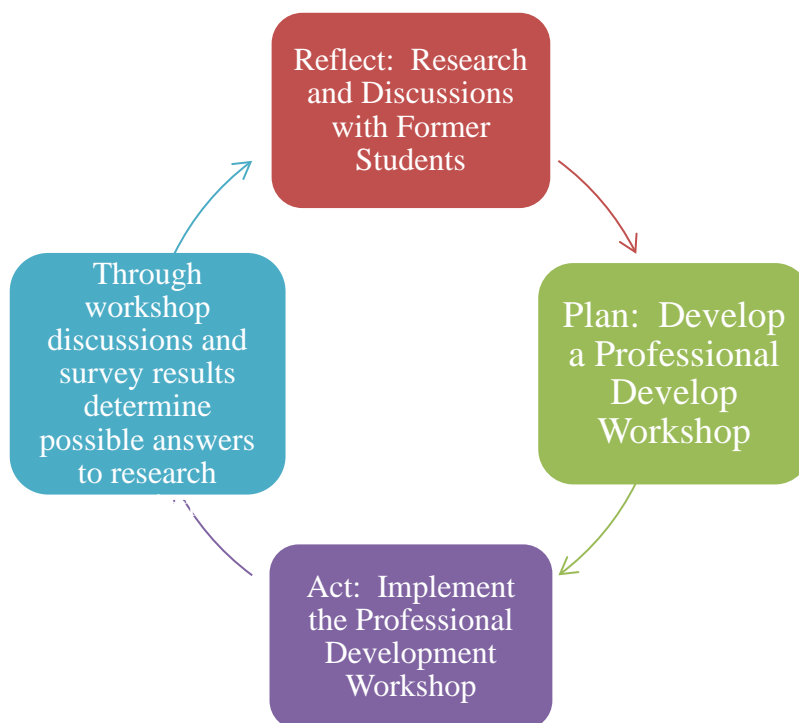 Reflect: Research
and Discussions
with Former
Students
Plan: Develop
a Professional
Develop
Workshop
Act: Implement
the Professional
Development
Workshop
Through
workshop
discussions and
survey results
determine
possible answers
to research